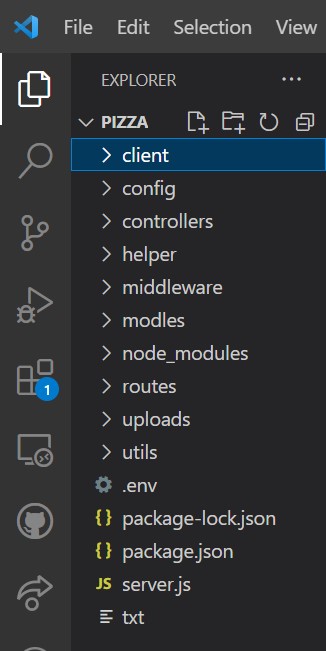 File Edit Selection View
EXPLORER ...
PIZZA
client
config
controllers
helper
middleware
modles
node_modules
routes
uploads
1
utils
.env
{} package-lock.json
{} package.json
JS server.js
txt